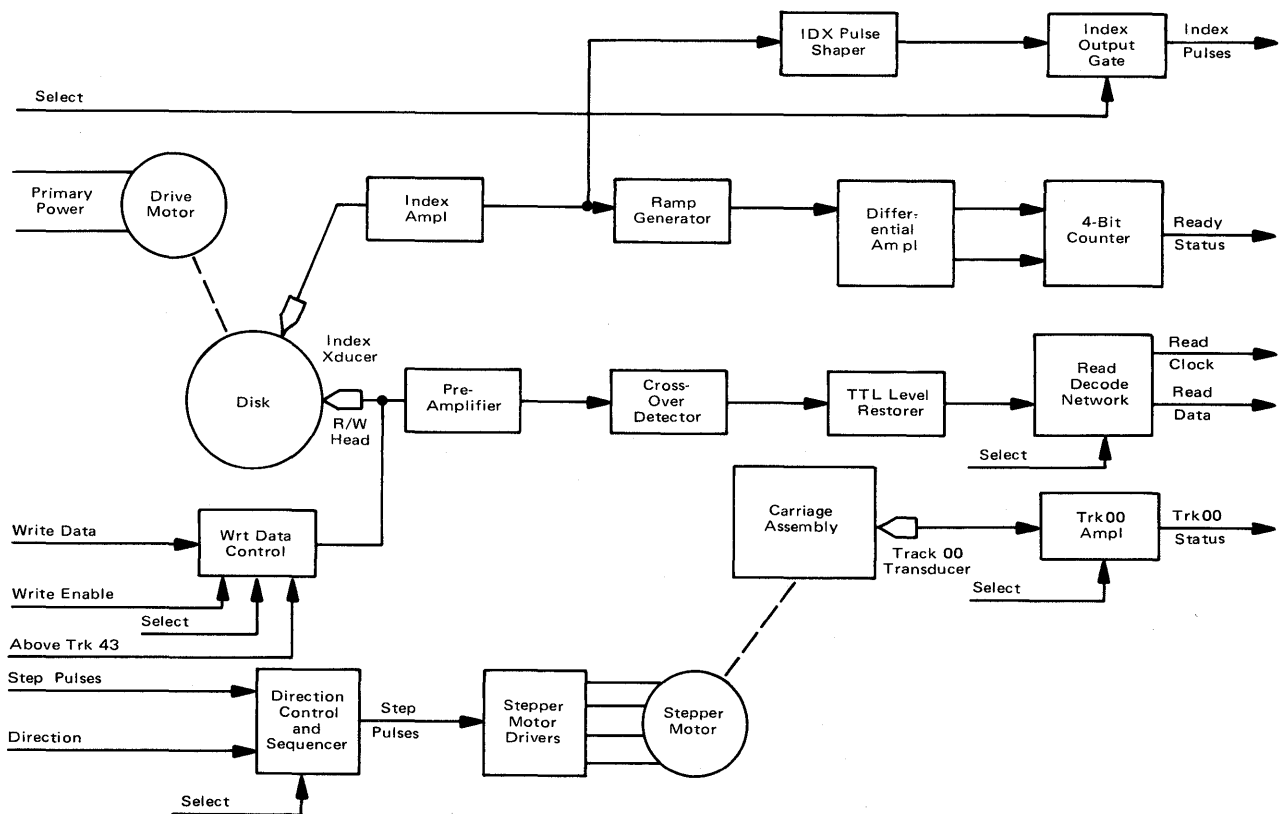 IDX Pulse
Shaper
Index
Output
Gate
Index
Pulses
Select
Primary
Power
Drive
Motor
Index
Ampl
Ramp
Generator
Differ-
ential
Ampl
4-Bit
Counter
Ready
Status
Index
Xducer
Disk
R/W
Head
Pre-
Amplifier
Cross-
Over
Detector
TTL Level
Restorer
Read
Decode
Network
Read
Clock
Read
Data
Select
Write Data
Wrt Data
Control
Write Enable
Select
Above Trk 43
Carriage
Assembly
Track 00
Transducer
Trk00
Ampl
Trk00
Status
Select
Step Pulses
Direction
Direction
Control
and
Sequencer
Step
Pulses
Stepper
Motor
Drivers
Stepper
Motor
Select